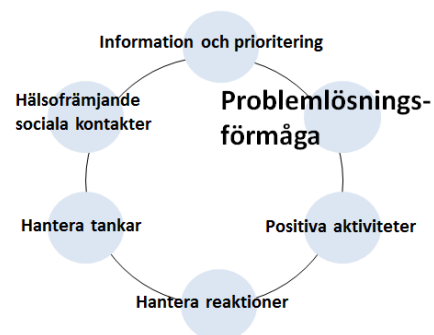 Information och prioritering
Problemlösnings-
förmåga
Positiva aktiviteter
Hantera reaktioner
Hantera tankar
Hälsofrämjande
sociala kontakter